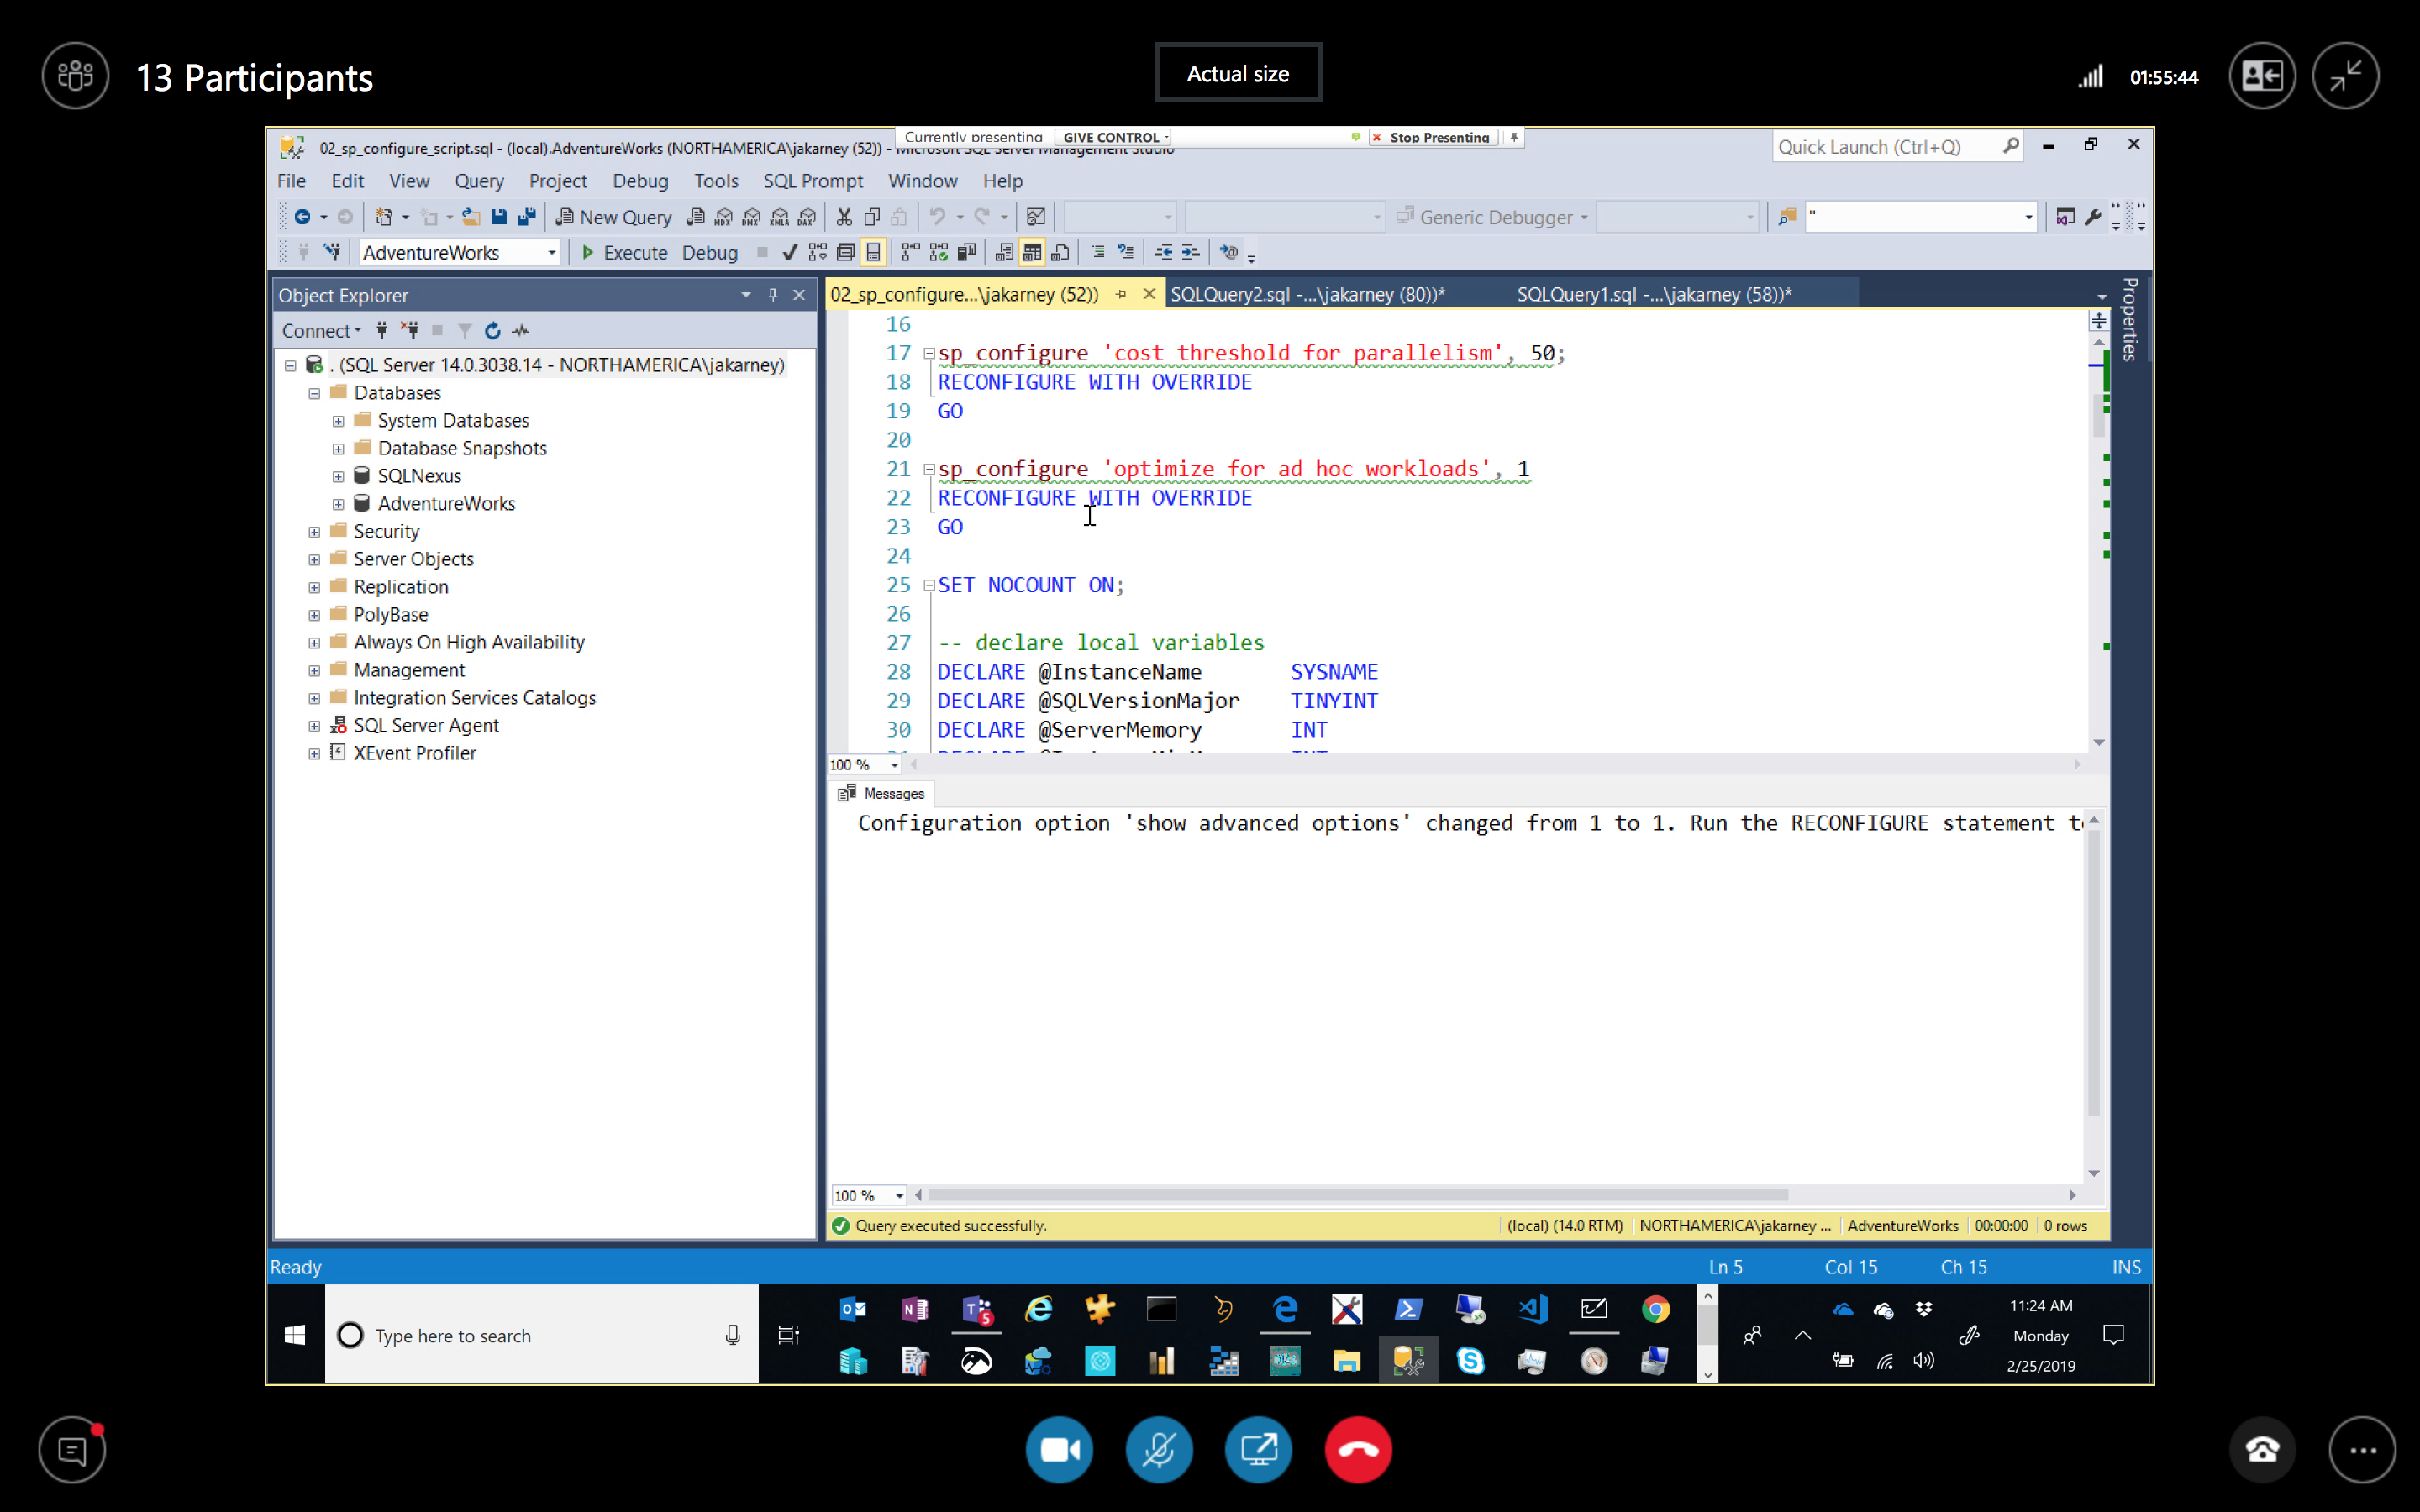 13 Participants
Actual size
01:55:44
Currently presenting GIVE CONTROL Stop Presenting
02_sp_configure_script.sql - (local).AdventureWorks (NORTHAMERICA\jakarney (52)) - Microsoft SQL Server Management Studio
Quick Launch (Ctrl+Q)
File Edit View Query Project Debug Tools SQL Prompt Window Help
New Query MDX DMX XMLA DAX Generic Debugger "
AdventureWorks Execute Debug
Object Explorer
02_sp_configure...\jakarney (52)) SQLQuery2.sql -...\jakarney (80))* SQLQuery1.sql -...\jakarney (58))*
Properties
Connect
. (SQL Server 14.0.3038.14 - NORTHAMERICA\jakarney)
Databases
System Databases
Database Snapshots
SQLNexus
AdventureWorks
Security
Server Objects
Replication
PolyBase
Always On High Availability
Management
Integration Services Catalogs
SQL Server Agent
XEvent Profiler
16
17 sp_configure 'cost threshold for parallelism', 50;
18 RECONFIGURE WITH OVERRIDE
19 GO
20
21 sp_configure 'optimize for ad hoc workloads', 1
22 RECONFIGURE WITH OVERRIDE
23 GO
24
25 SET NOCOUNT ON;
26
27 -- declare local variables
28 DECLARE @InstanceName SYSNAME
29 DECLARE @SQLVersionMajor TINYINT
30 DECLARE @ServerMemory INT
100 %
Messages
Configuration option 'show advanced options' changed from 1 to 1. Run the RECONFIGURE statement t
100 %
Query executed successfully. (local) (14.0 RTM) NORTHAMERICA\jakarney ... AdventureWorks 00:00:00 0 rows
Ready Ln 5 Col 15 Ch 15 INS
Type here to search
11:24 AM
Monday
2/25/2019